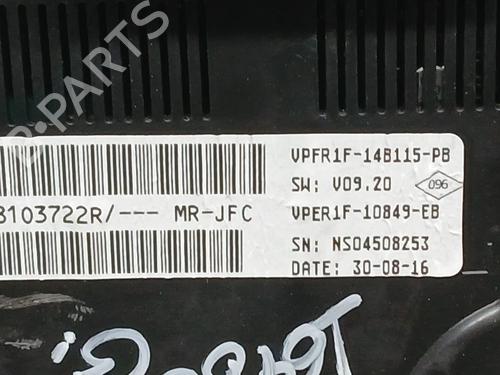 B-PARTS
VPFR1F-14B115-PB
SW: V09.20
096
8103722R/--- MR-JFC
VPER1F-10849-EB
SN: NS04508253
DATE: 30-08-16